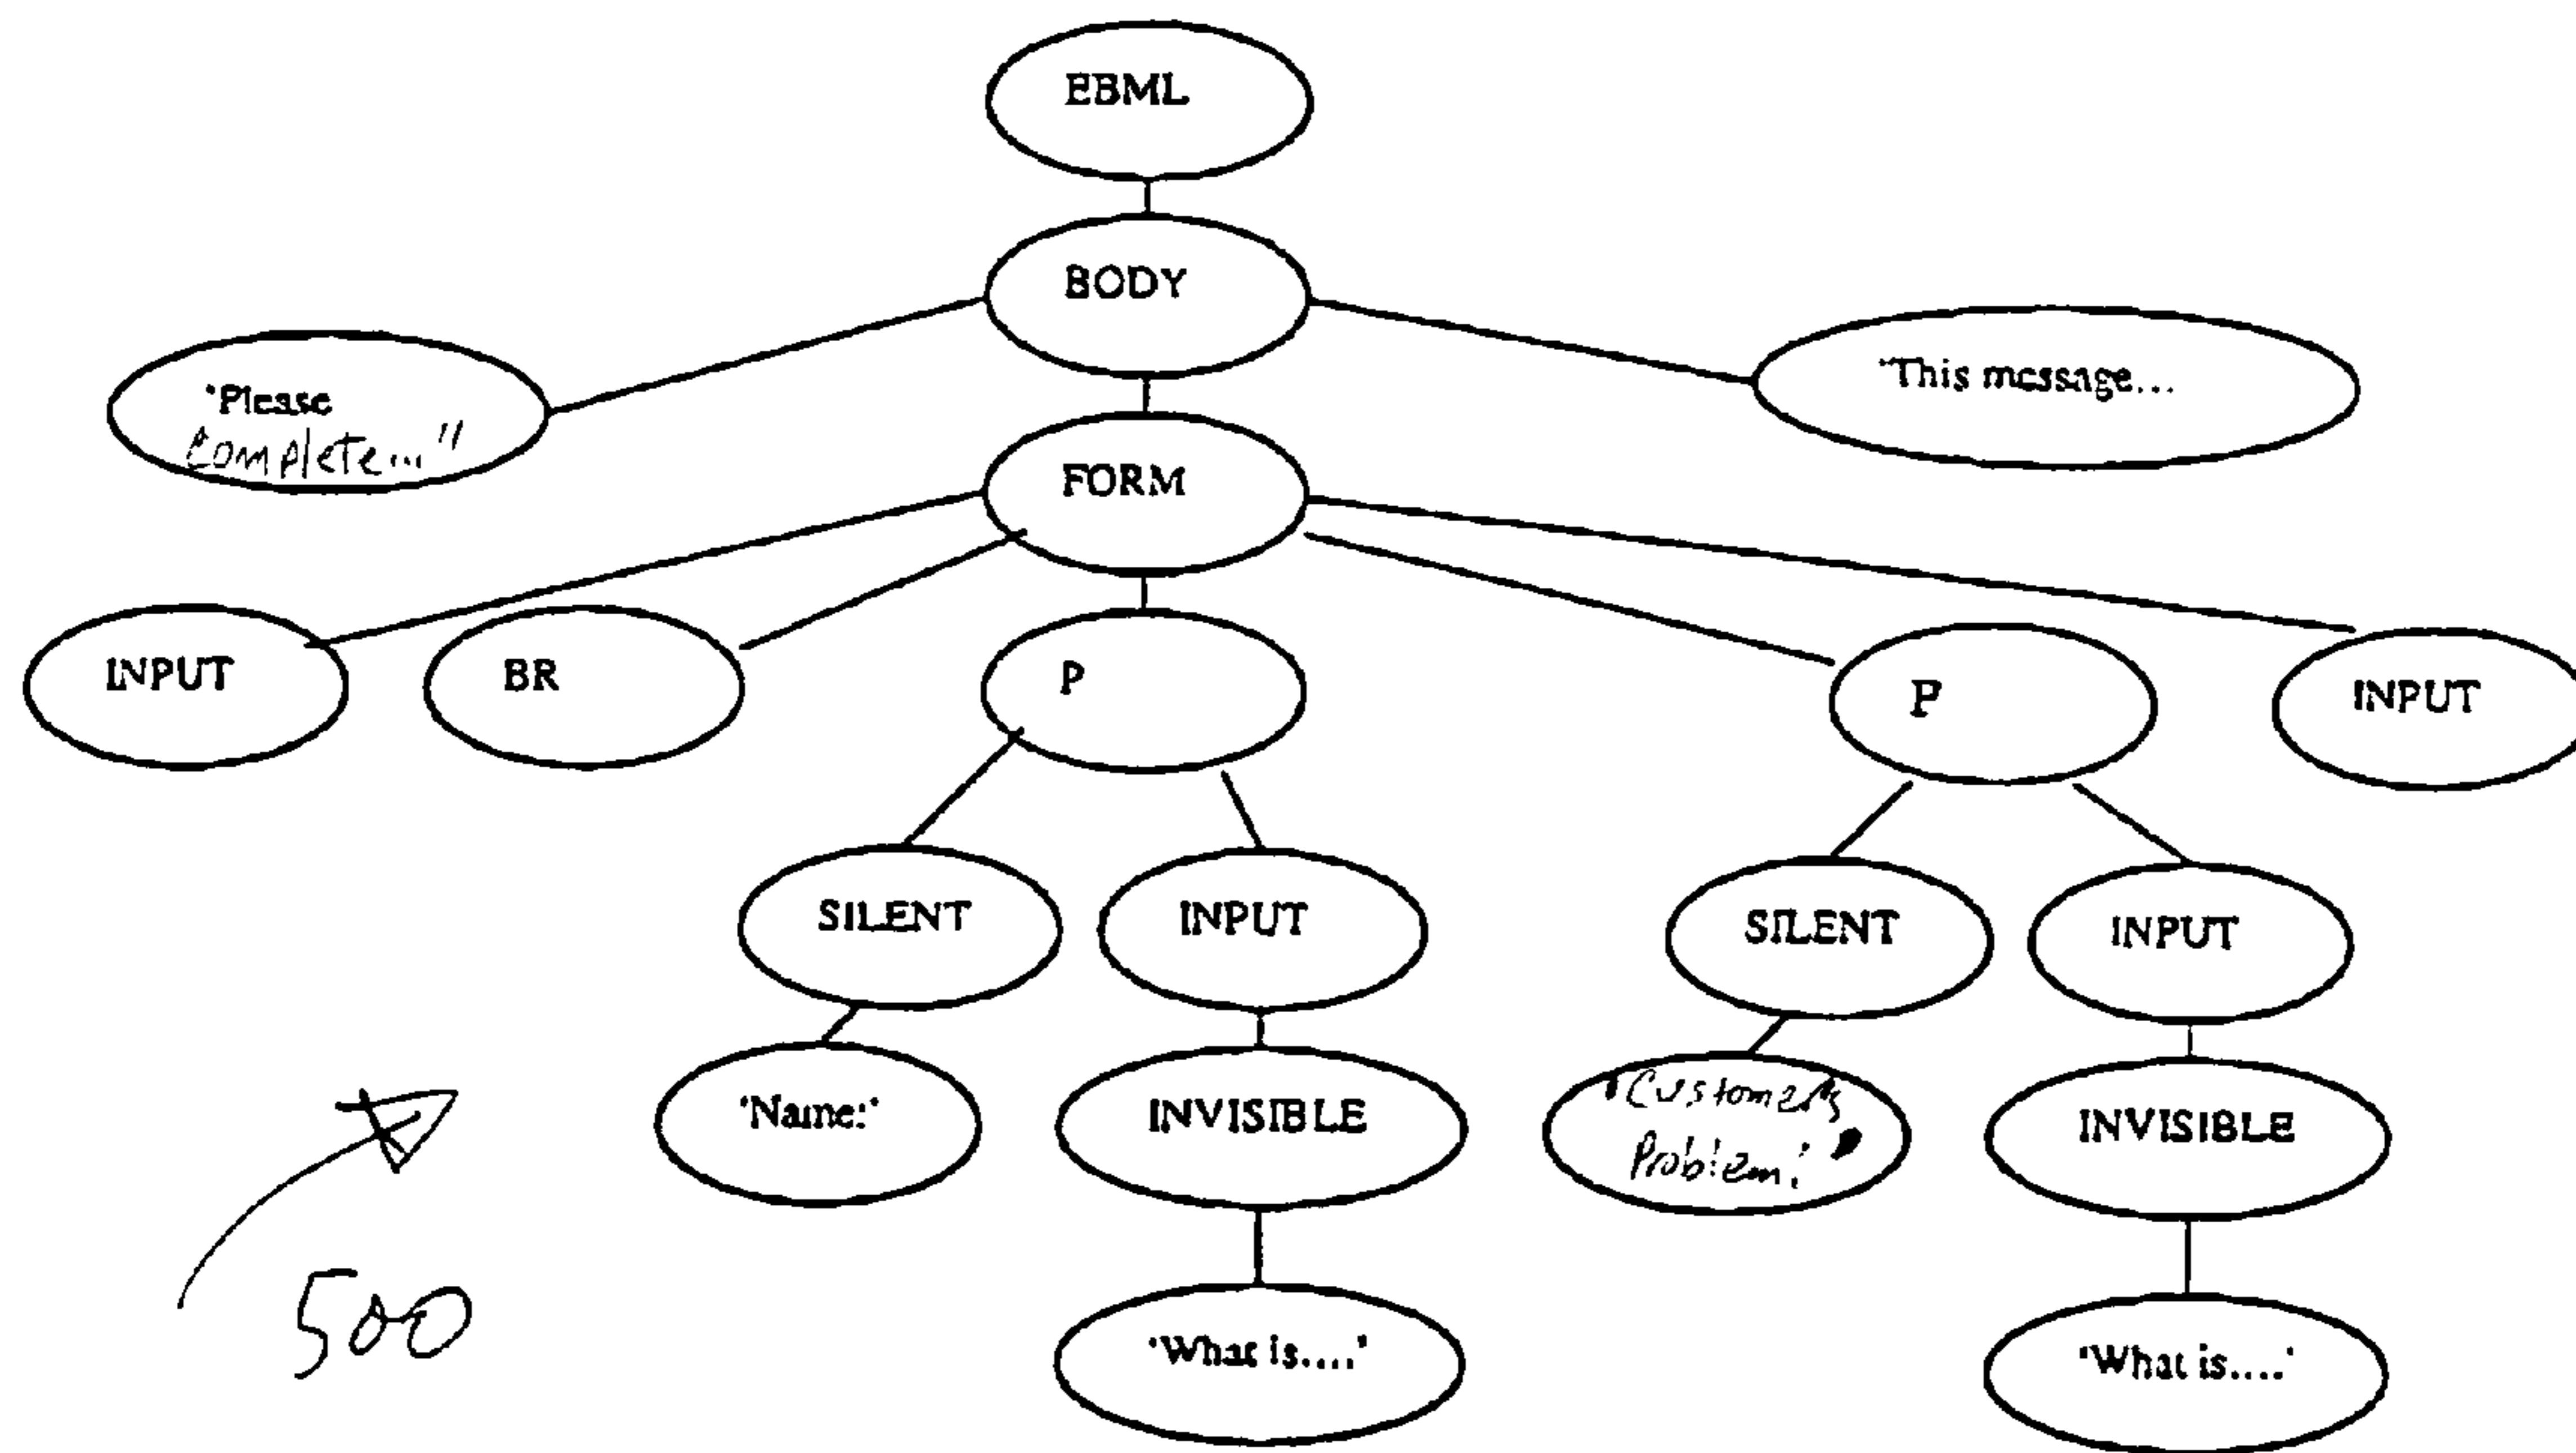 EBML
BODY
'Please
complete..."
"This message...
FORM
INPUT
BR
P
P
INPUT
SILENT
INPUT
SILENT
INPUT
'Name:'
INVISIBLE
'Customer's
Problem:'
INVISIBLE
'What is....'
'What is....'
500